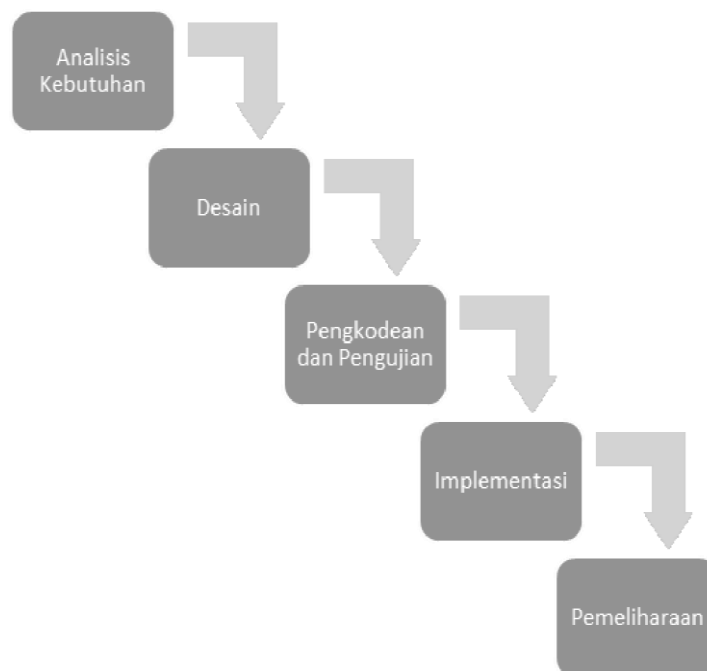 Analisis
Kebutuhan
Desain
Pengkodean
dan Pengujian
Implementasi
Pemeliharaan